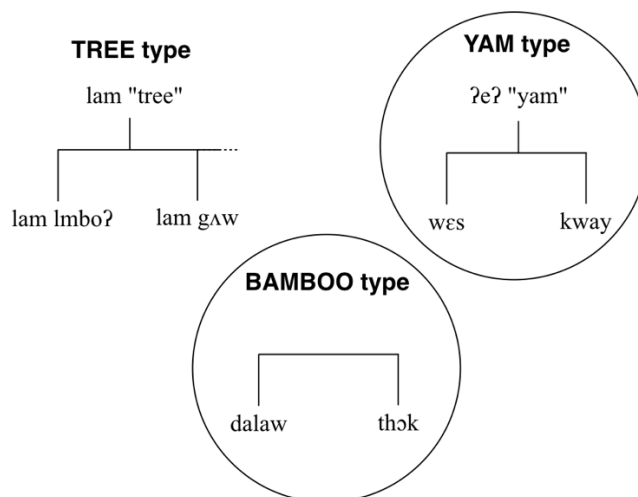 TREE type
lam "tree"
lam lmboʔ lam gʌw
YAM type
ʔeʔ "yam"
wɛs kway
BAMBOO type
dalaw thɔk